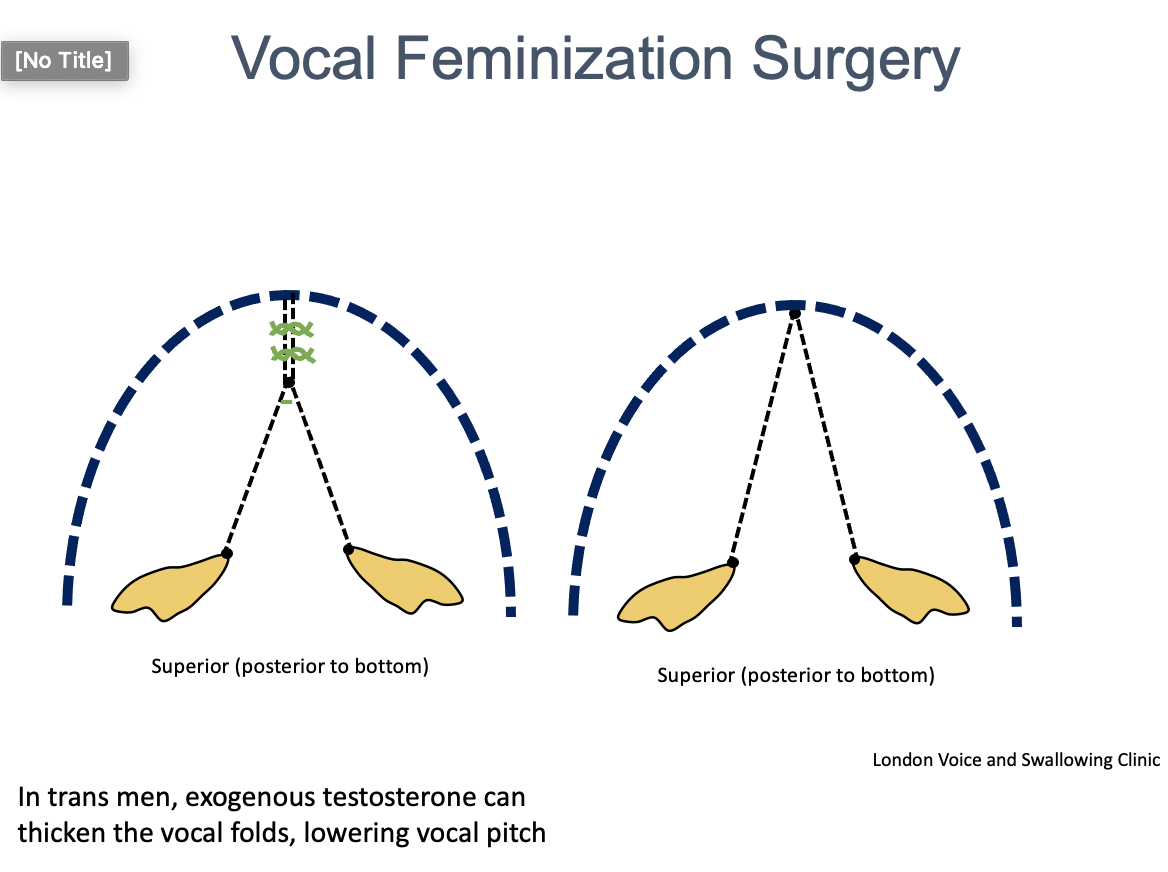 [No Title]
Vocal Feminization Surgery
Superior (posterior to bottom)
Superior (posterior to bottom)
London Voice and Swallowing Clinic
In trans men, exogenous testosterone can
thicken the vocal folds, lowering vocal pitch